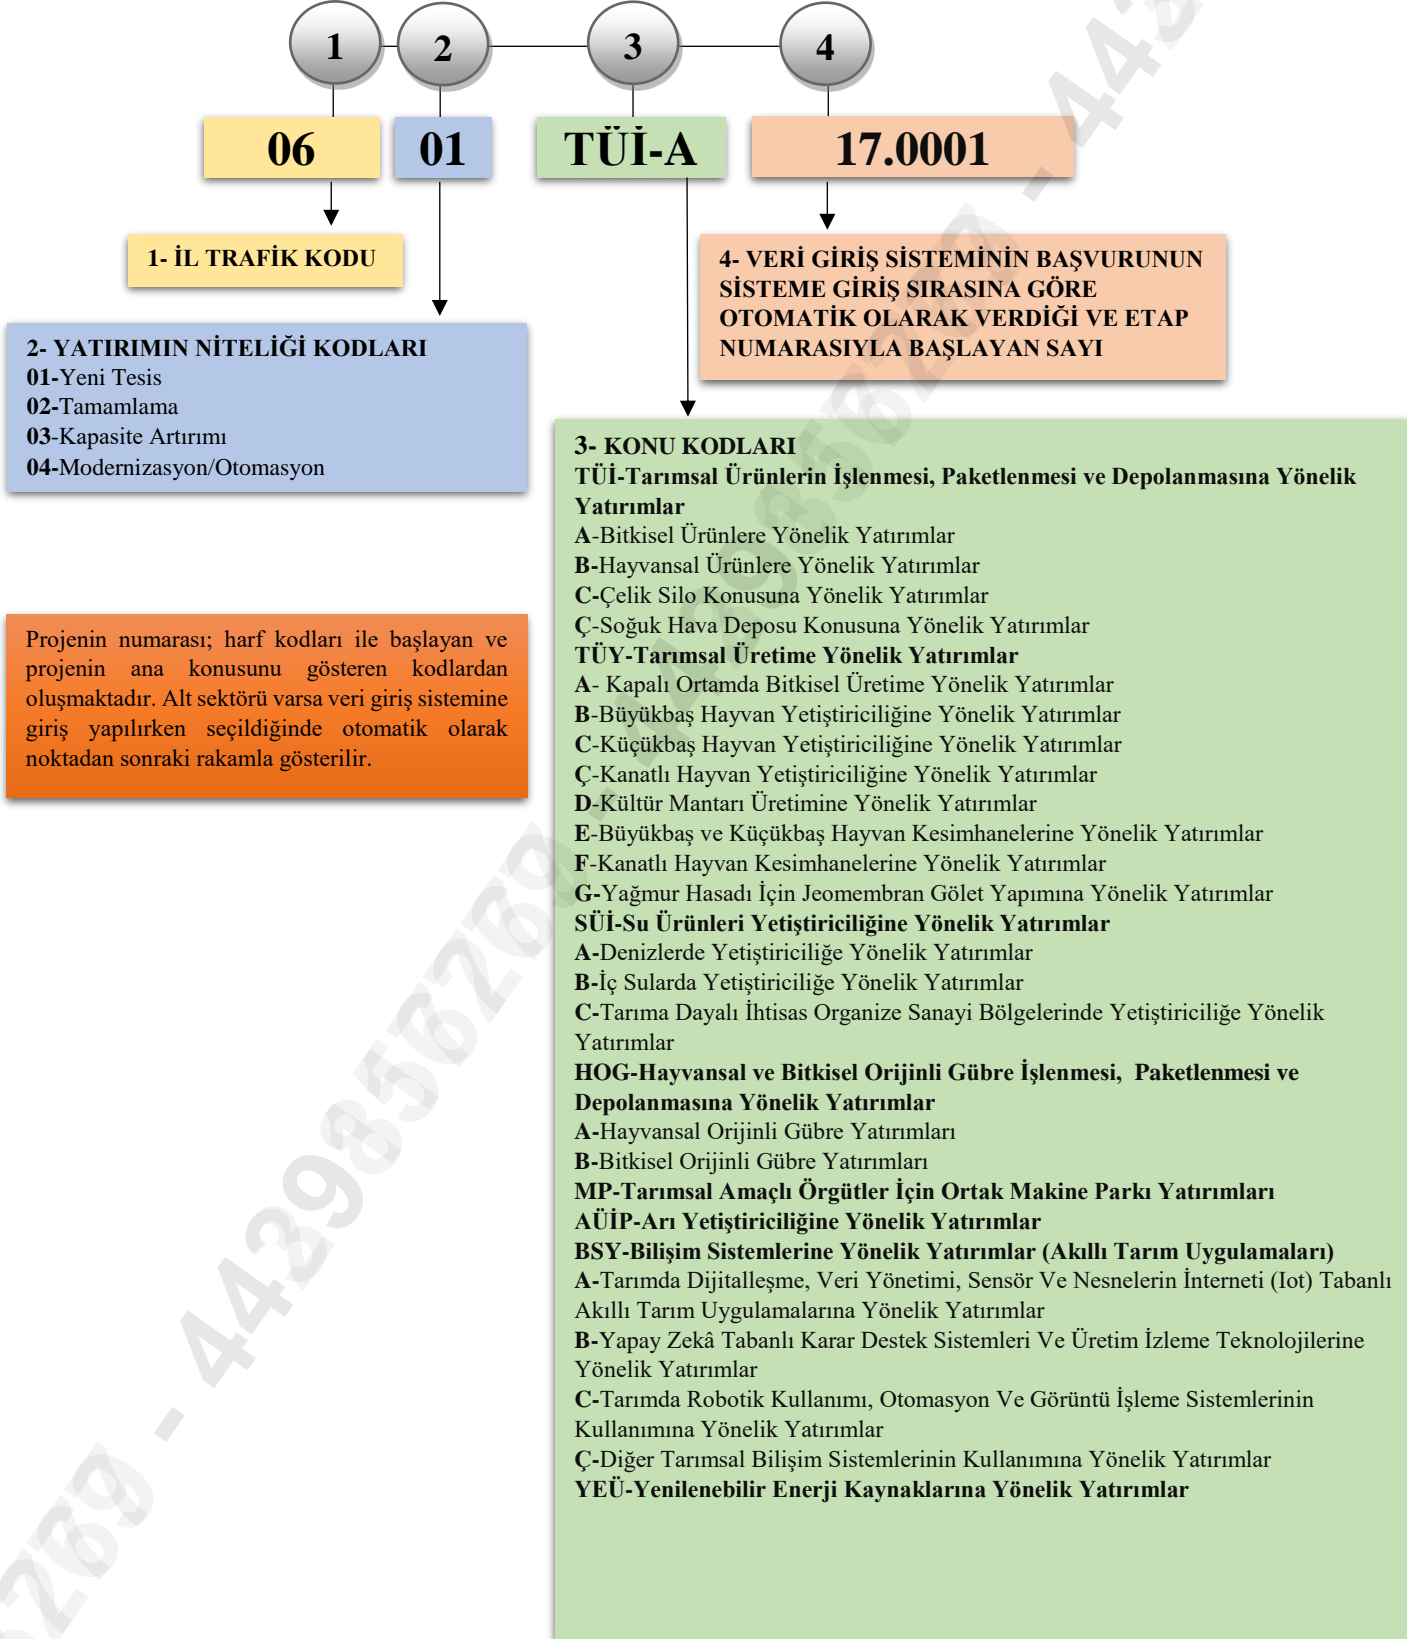 1 2 3 4
06 01 TÜİ-A 17.0001
1- İL TRAFİK KODU
2- YATIRIMIN NİTELİĞİ KODLARI
01-Yeni Tesis
02-Tamamlama
03-Kapasite Artırımı
04-Modernizasyon/Otomasyon
4- VERİ GİRİŞ SİSTEMİNİN BAŞVURUNUN
SİSTEME GİRİŞ SIRASINA GÖRE
OTOMATİK OLARAK VERDİĞİ VE ETAP
NUMARASIYLA BAŞLAYAN SAYI
Projenin numarası; harf kodları ile başlayan ve
projenin ana konusunu gösteren kodlardan
oluşmaktadır. Alt sektörü varsa veri giriş sistemine
giriş yapılırken seçildiğinde otomatik olarak
noktadan sonraki rakamla gösterilir.
3- KONU KODLARI
TÜİ-Tarımsal Ürünlerin İşlenmesi, Paketlenmesi ve Depolanmasına Yönelik
Yatırımlar
A-Bitkisel Ürünlere Yönelik Yatırımlar
B-Hayvansal Ürünlere Yönelik Yatırımlar
C-Çelik Silo Konusuna Yönelik Yatırımlar
Ç-Soğuk Hava Deposu Konusuna Yönelik Yatırımlar
TÜY-Tarımsal Üretime Yönelik Yatırımlar
A- Kapalı Ortamda Bitkisel Üretime Yönelik Yatırımlar
B-Büyükbaş Hayvan Yetiştiriciliğine Yönelik Yatırımlar
C-Küçükbaş Hayvan Yetiştiriciliğine Yönelik Yatırımlar
Ç-Kanatlı Hayvan Yetiştiriciliğine Yönelik Yatırımlar
D-Kültür Mantarı Üretimine Yönelik Yatırımlar
E-Büyükbaş ve Küçükbaş Hayvan Kesimhanelerine Yönelik Yatırımlar
F-Kanatlı Hayvan Kesimhanelerine Yönelik Yatırımlar
G-Yağmur Hasadı İçin Jeomembran Gölet Yapımına Yönelik Yatırımlar
SÜİ-Su Ürünleri Yetiştiriciliğine Yönelik Yatırımlar
A-Denizlerde Yetiştiriciliğe Yönelik Yatırımlar
B-İç Sularda Yetiştiriciliğe Yönelik Yatırımlar
C-Tarıma Dayalı İhtisas Organize Sanayi Bölgelerinde Yetiştiriciliğe Yönelik
Yatırımlar
HOG-Hayvansal ve Bitkisel Orijinli Gübre İşlenmesi, Paketlenmesi ve
Depolanmasına Yönelik Yatırımlar
A-Hayvansal Orijinli Gübre Yatırımları
B-Bitkisel Orijinli Gübre Yatırımları
MP-Tarımsal Amaçlı Örgütler İçin Ortak Makine Parkı Yatırımları
AÜİP-Arı Yetiştiriciliğine Yönelik Yatırımlar
BSY-Bilişim Sistemlerine Yönelik Yatırımlar (Akıllı Tarım Uygulamaları)
A-Tarımda Dijitalleşme, Veri Yönetimi, Sensör Ve Nesnelerin İnterneti (Iot) Tabanlı
Akıllı Tarım Uygulamalarına Yönelik Yatırımlar
B-Yapay Zekâ Tabanlı Karar Destek Sistemleri Ve Üretim İzleme Teknolojilerine
Yönelik Yatırımlar
C-Tarımda Robotik Kullanımı, Otomasyon Ve Görüntü İşleme Sistemlerinin
Kullanımına Yönelik Yatırımlar
Ç-Diğer Tarımsal Bilişim Sistemlerinin Kullanımına Yönelik Yatırımlar
YEÜ-Yenilenebilir Enerji Kaynaklarına Yönelik Yatırımlar